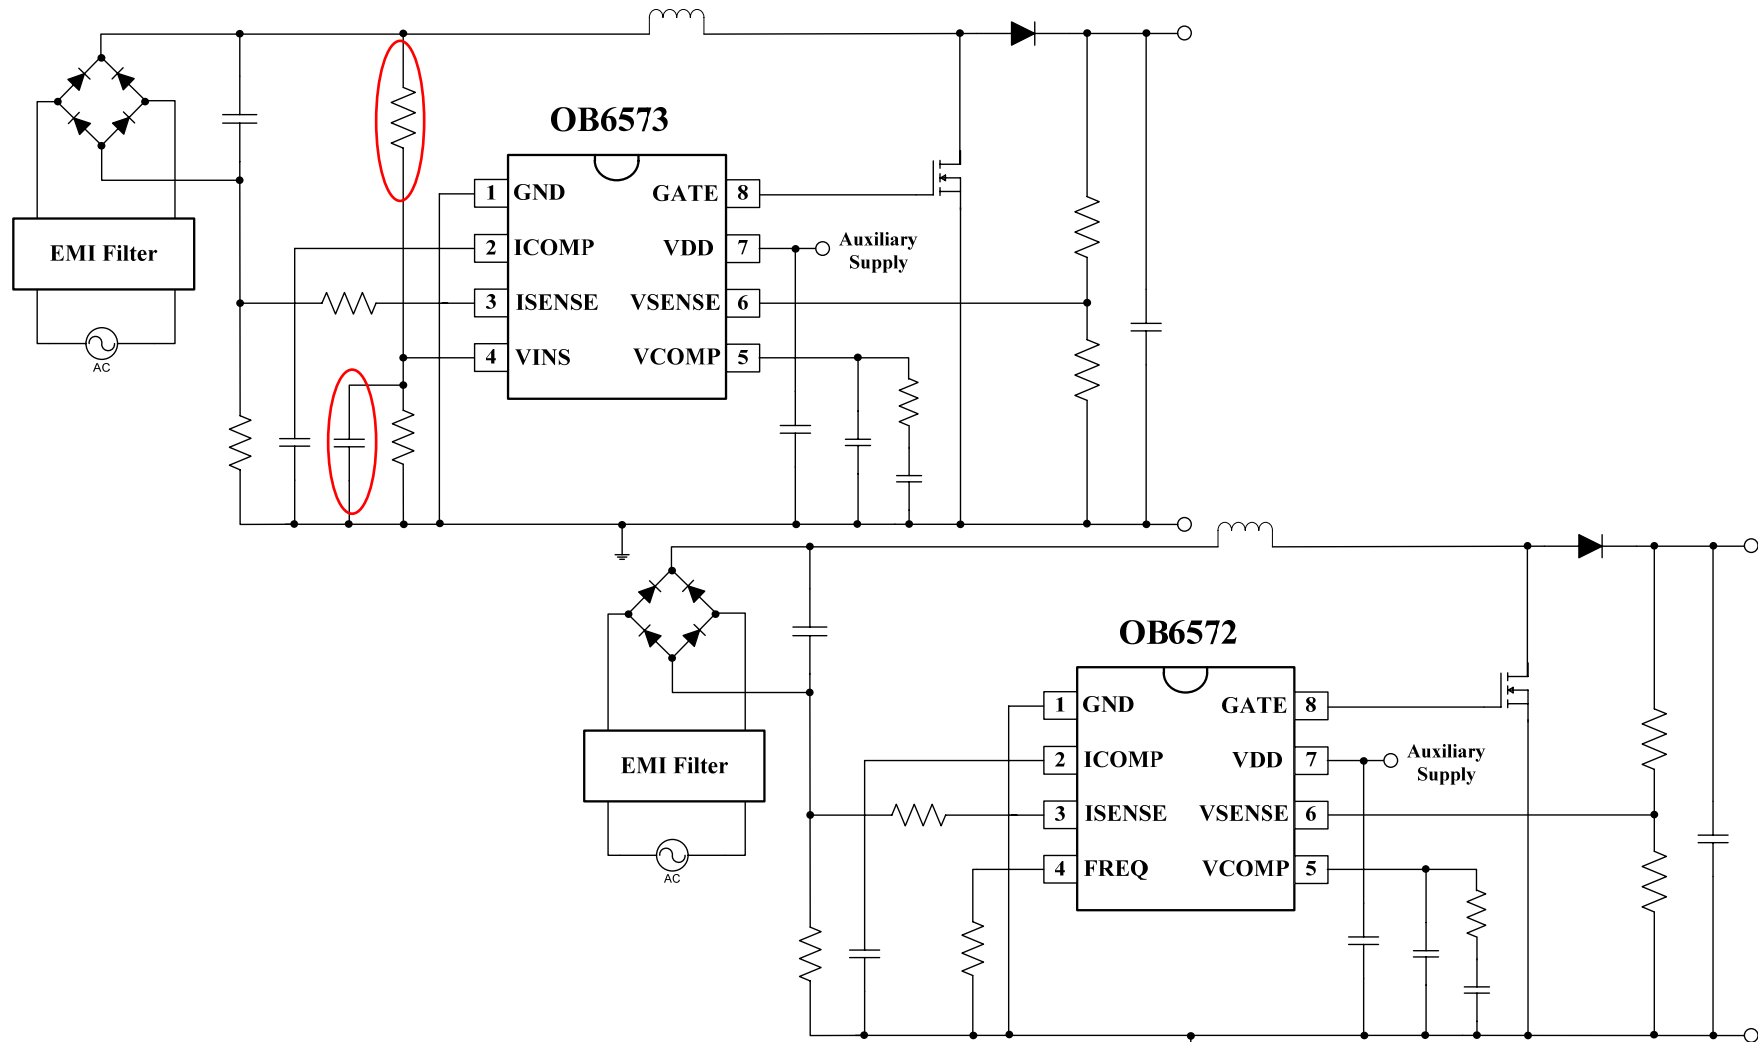 OB6573
1 GND
GATE 8
2 ICOMP
VDD 7
Auxiliary
Supply
EMI Filter
3 ISENSE
VSENSE 6
4 VINS
VCOMP 5
AC
OB6572
1 GND
GATE 8
2 ICOMP
VDD 7
Auxiliary
Supply
EMI Filter
3 ISENSE
VSENSE 6
4 FREQ
VCOMP 5
AC